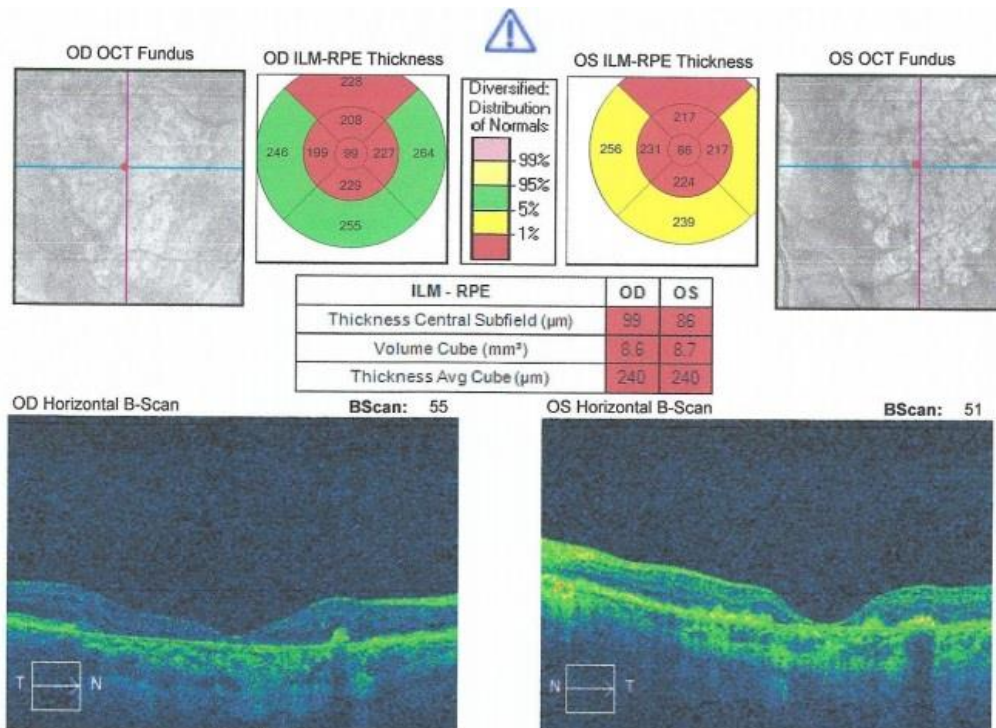 OD OCT Fundus
OD ILM-RPE Thickness
OS ILM-RPE Thickness
OS OCT Fundus
228
208
246 199 99 227 264
229
255
Diversified:
Distribution
of Normals
99%
95%
5%
1%
217
256 231 86 217
224
239
ILM - RPE OD OS
Thickness Central Subfield (µm) 99 86
Volume Cube (mm³) 8.6 8.7
Thickness Avg Cube (µm) 240 240
OD Horizontal B-Scan BScan: 55
OS Horizontal B-Scan BScan: 51
T N
N T